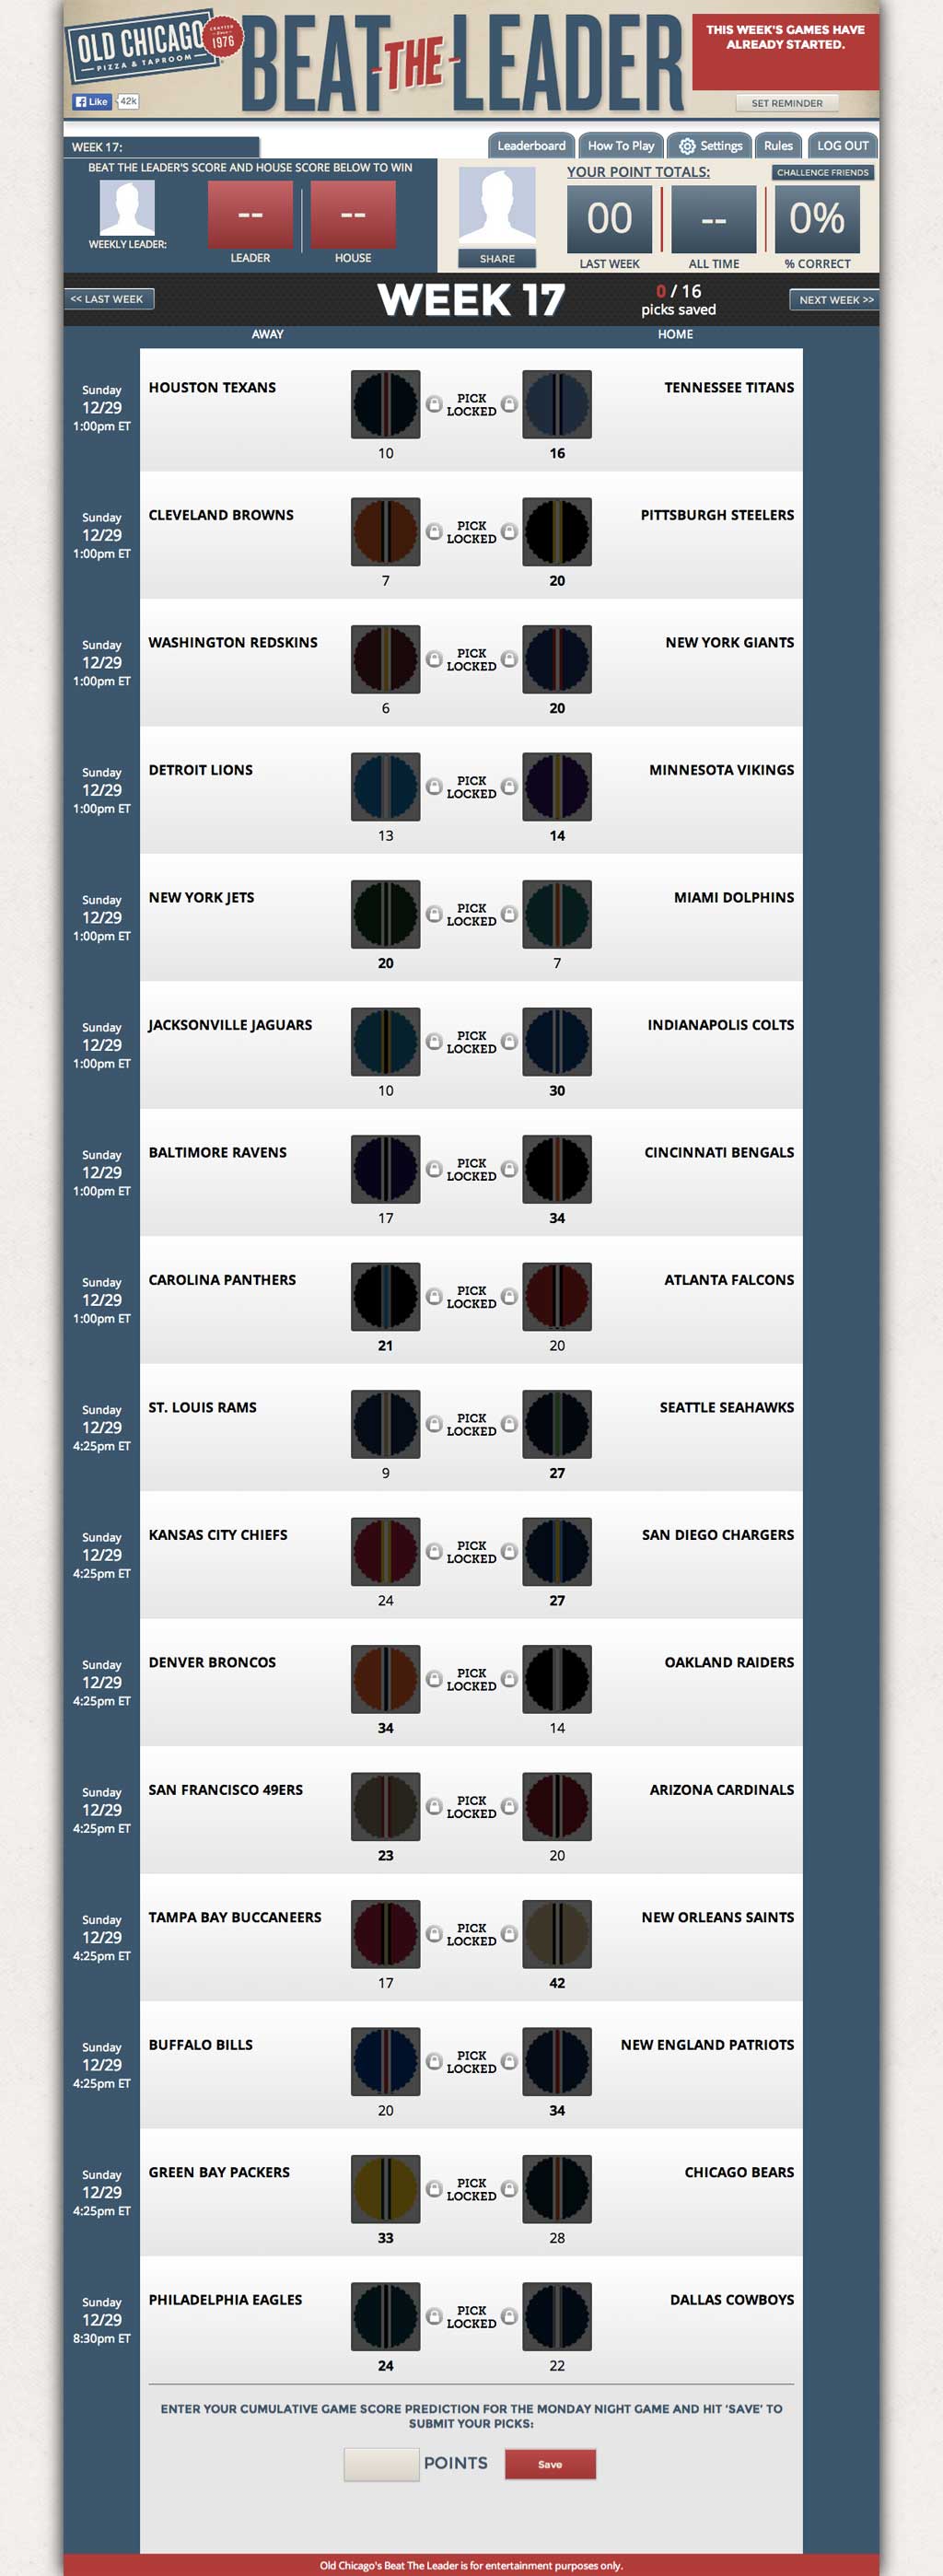 OLD CHICAGO
PIZZA & TAPROOM
CRAFTED
Since
1976
BEAT THE LEADER
THIS WEEK'S GAMES HAVE
ALREADY STARTED.
Like 42k
SET REMINDER
WEEK 17:
Leaderboard How To Play Settings Rules LOG OUT
BEAT THE LEADER'S SCORE AND HOUSE SCORE BELOW TO WIN
WEEKLY LEADER:
-- --
LEADER HOUSE
SHARE
YOUR POINT TOTALS:
CHALLENGE FRIENDS
00 -- 0%
LAST WEEK ALL TIME % CORRECT
<< LAST WEEK
WEEK 17
0 / 16
picks saved
NEXT WEEK >>
AWAY HOME
Sunday
12/29
1:00pm ET
HOUSTON TEXANS
PICK
LOCKED
TENNESSEE TITANS
10 16
Sunday
12/29
1:00pm ET
CLEVELAND BROWNS
PICK
LOCKED
PITTSBURGH STEELERS
7 20
Sunday
12/29
1:00pm ET
WASHINGTON REDSKINS
PICK
LOCKED
NEW YORK GIANTS
6 20
Sunday
12/29
1:00pm ET
DETROIT LIONS
PICK
LOCKED
MINNESOTA VIKINGS
13 14
Sunday
12/29
1:00pm ET
NEW YORK JETS
PICK
LOCKED
MIAMI DOLPHINS
20 7
Sunday
12/29
1:00pm ET
JACKSONVILLE JAGUARS
PICK
LOCKED
INDIANAPOLIS COLTS
10 30
Sunday
12/29
1:00pm ET
BALTIMORE RAVENS
PICK
LOCKED
CINCINNATI BENGALS
17 34
Sunday
12/29
1:00pm ET
CAROLINA PANTHERS
PICK
LOCKED
ATLANTA FALCONS
21 20
Sunday
12/29
4:25pm ET
ST. LOUIS RAMS
PICK
LOCKED
SEATTLE SEAHAWKS
9 27
Sunday
12/29
4:25pm ET
KANSAS CITY CHIEFS
PICK
LOCKED
SAN DIEGO CHARGERS
24 27
Sunday
12/29
4:25pm ET
DENVER BRONCOS
PICK
LOCKED
OAKLAND RAIDERS
34 14
Sunday
12/29
4:25pm ET
SAN FRANCISCO 49ERS
PICK
LOCKED
ARIZONA CARDINALS
23 20
Sunday
12/29
4:25pm ET
TAMPA BAY BUCCANEERS
PICK
LOCKED
NEW ORLEANS SAINTS
17 42
Sunday
12/29
4:25pm ET
BUFFALO BILLS
PICK
LOCKED
NEW ENGLAND PATRIOTS
20 34
Sunday
12/29
4:25pm ET
GREEN BAY PACKERS
PICK
LOCKED
CHICAGO BEARS
33 28
Sunday
12/29
8:30pm ET
PHILADELPHIA EAGLES
PICK
LOCKED
DALLAS COWBOYS
24 22
ENTER YOUR CUMULATIVE GAME SCORE PREDICTION FOR THE MONDAY NIGHT GAME AND HIT 'SAVE' TO
SUBMIT YOUR PICKS:
POINTS Save
Old Chicago's Beat The Leader is for entertainment purposes only.